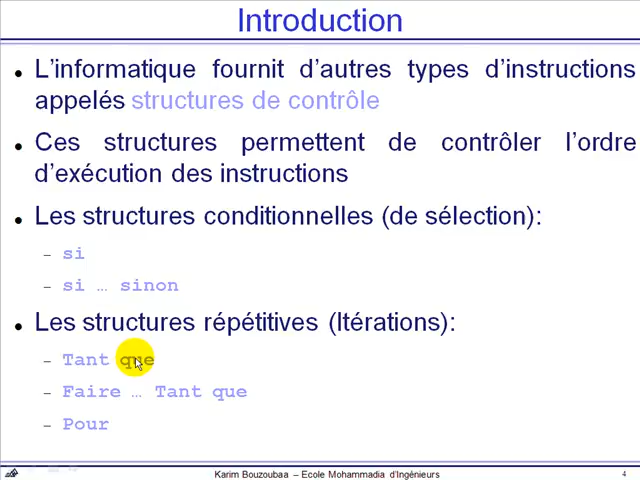 Introduction
L'informatique fournit d'autres types d'instructions
appelés structures de contrôle
Ces structures permettent de contrôler l'ordre
d'exécution des instructions
Les structures conditionnelles (de sélection):
– si
– si … sinon
Les structures répétitives (Itérations):
– Tant que
– Faire … Tant que
– Pour
Karim Bouzoubaa – Ecole Mohammadia d'Ingénieurs
4